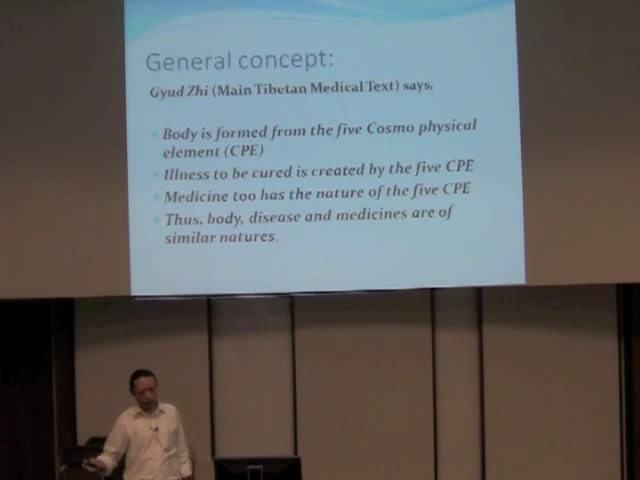 General concept:
Gyud Zhi (Main Tibetan Medical Text) says,
Body is formed from the five Cosmo physical
element (CPE)
Illness to be cured is created by the five CPE
Medicine too has the nature of the five CPE
Thus, body, disease and medicines are of
similar natures.